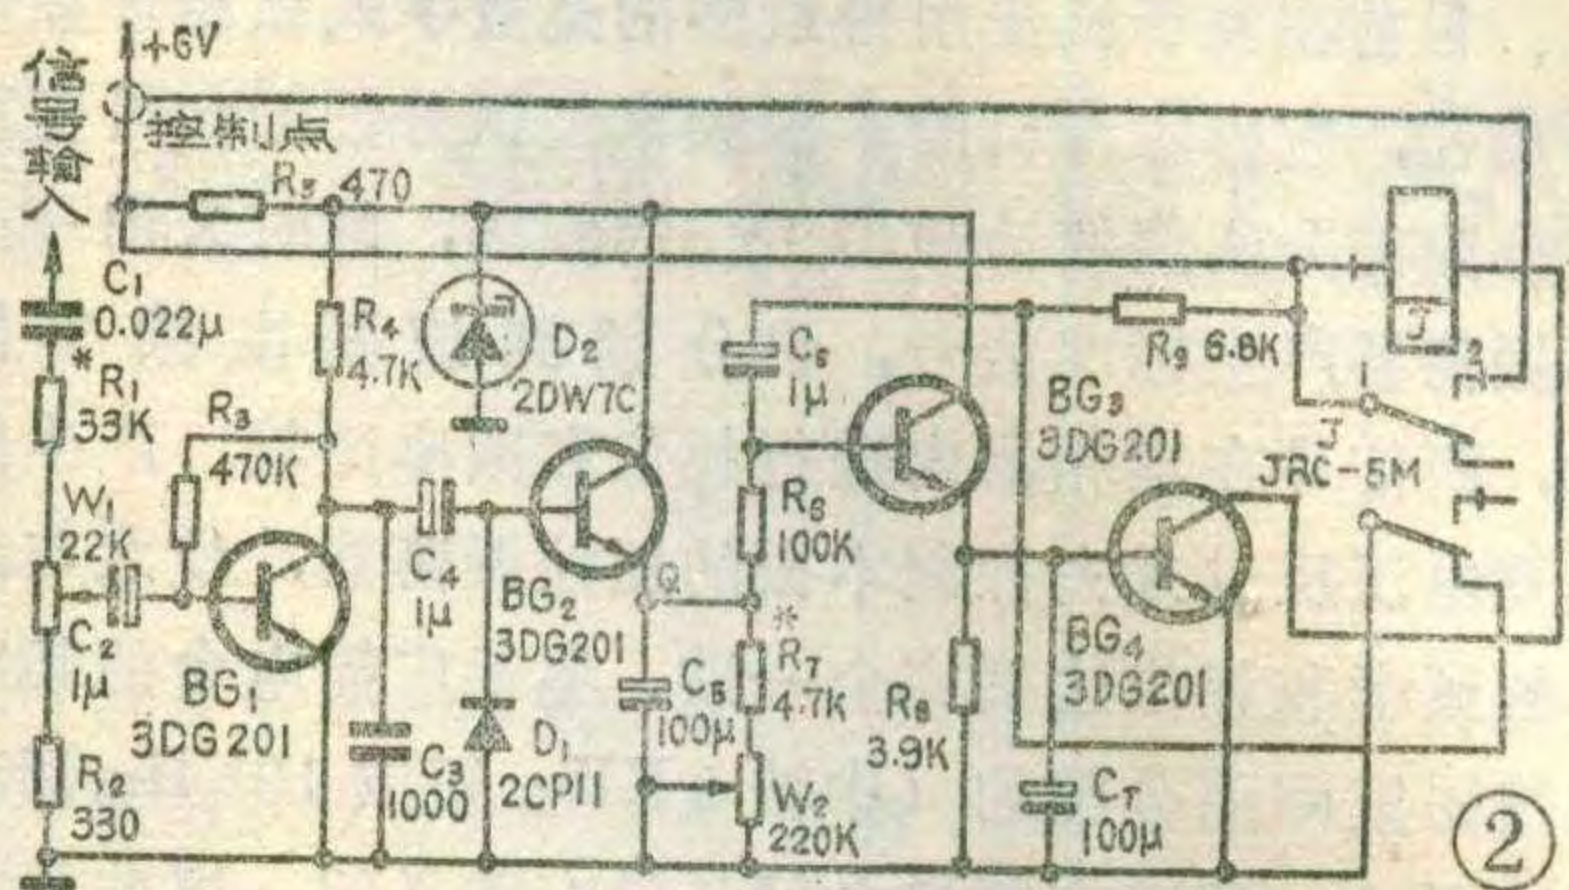 信号输入
+6V
控制点
R₅ 470
C₁
0.022μ
*R₁
33K
R₃
470K
W₁
22K
C₂
1μ
BG₁
3DG201
R₂
330
R₄
4.7K
D₂
2DW7C
C₄
1μ
BG₂
3DG201
C₃
1000
D₁
2CP11
Q
C₅
100μ
C₆
1μ
R₆
100K
*
R₇
4.7K
W₂
220K
R₈
3.9K
R₉ 6.8K
BG₃
3DG201
BG₄
3DG201
C₇
100μ
J
1
2
J
JRC-5M
②